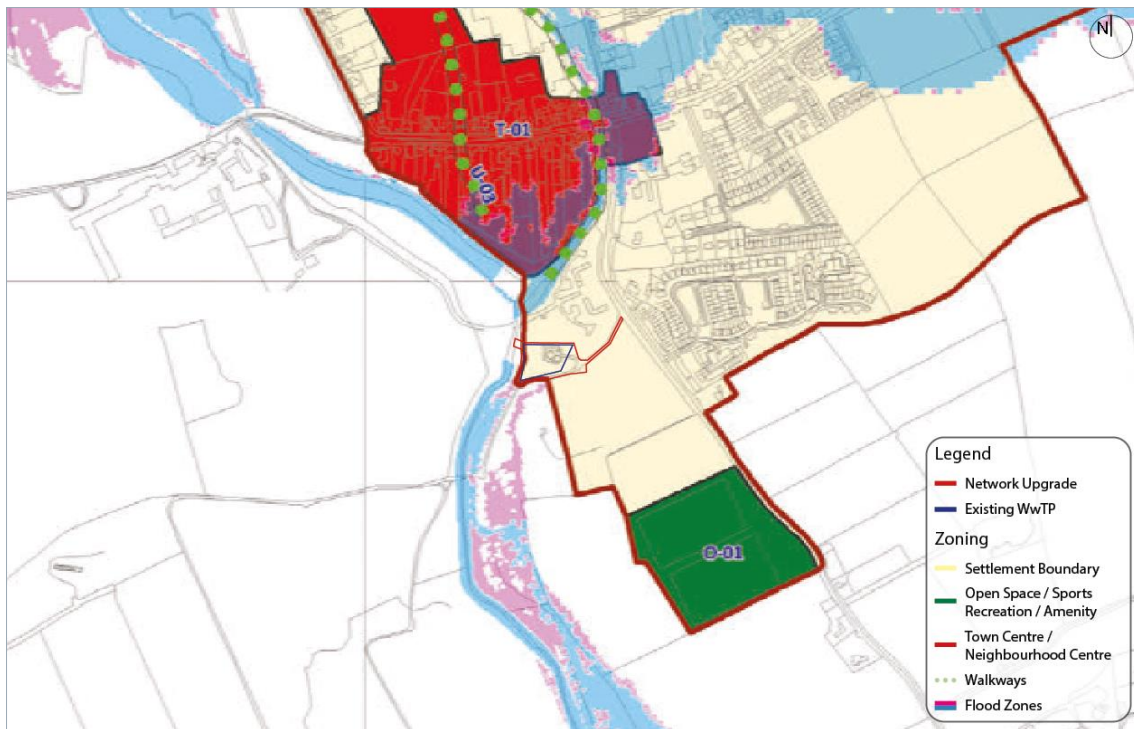 N
T-01
U-03
O-01
Legend
Network Upgrade
Existing WwTP
Zoning
Settlement Boundary
Open Space / Sports
Recreation / Amenity
Town Centre /
Neighbourhood Centre
Walkways
Flood Zones